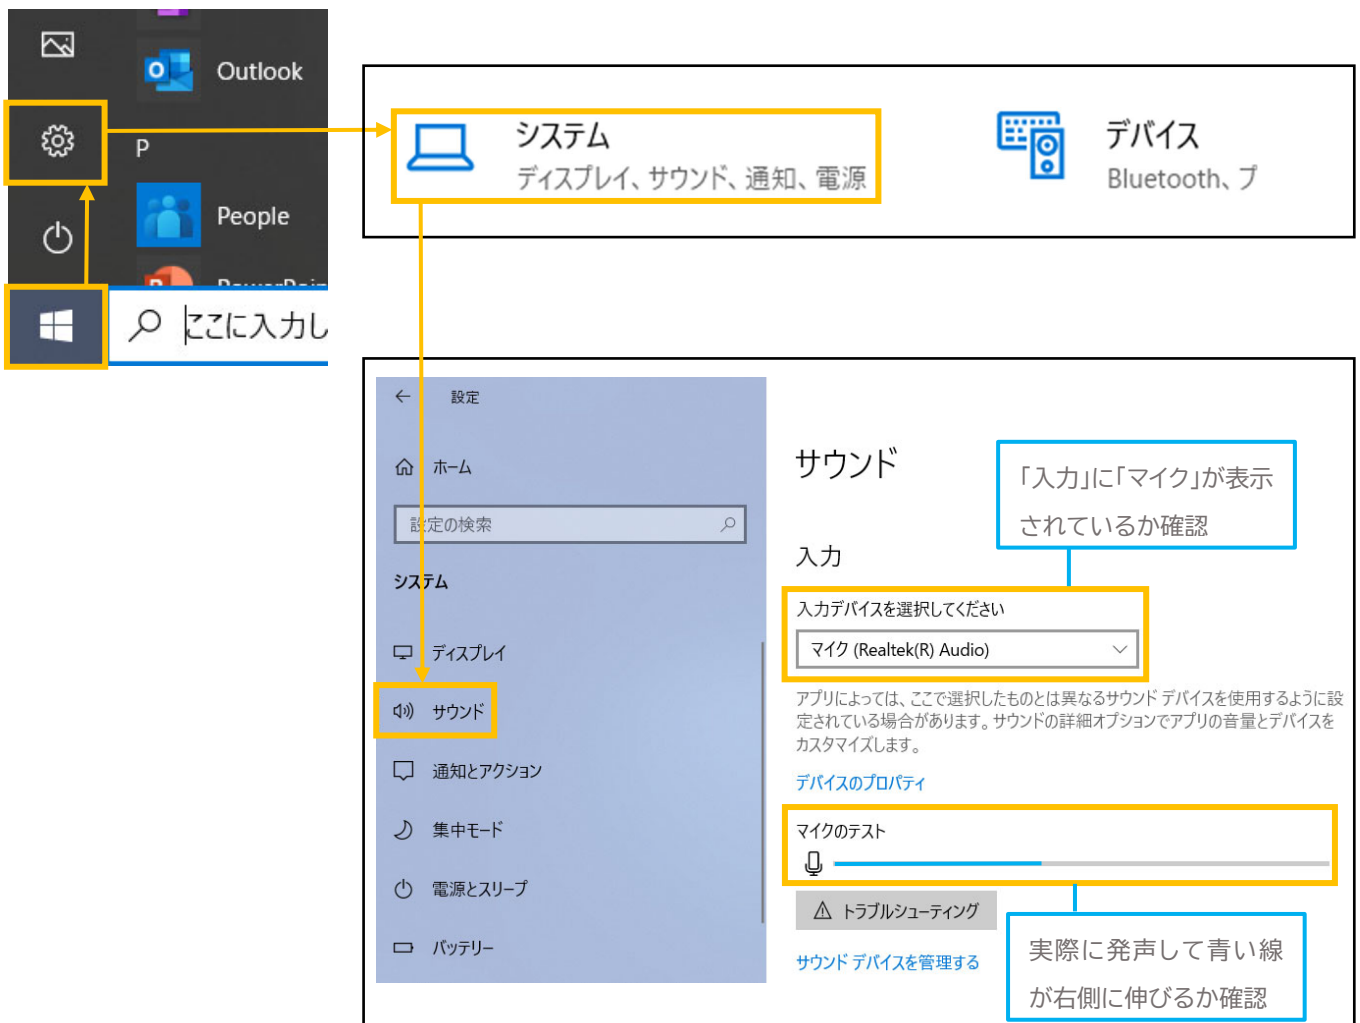 Outlook
P
People
ここに入力し
システム
ディスプレイ、サウンド、通知、電源
デバイス
Bluetooth、プ
設定
ホーム
設定の検索
システム
ディスプレイ
サウンド
通知とアクション
集中モード
電源とスリープ
バッテリー
サウンド
「入力」に「マイク」が表示
されているか確認
入力
入力デバイスを選択してください
マイク (Realtek(R) Audio)
アプリによっては、ここで選択したものとは異なるサウンド デバイスを使用するように設
定されている場合があります。サウンドの詳細オプションでアプリの音量とデバイスを
カスタマイズします。
デバイスのプロパティ
マイクのテスト
トラブルシューティング
サウンド デバイスを管理する
実際に発声して青い線
が右側に伸びるか確認